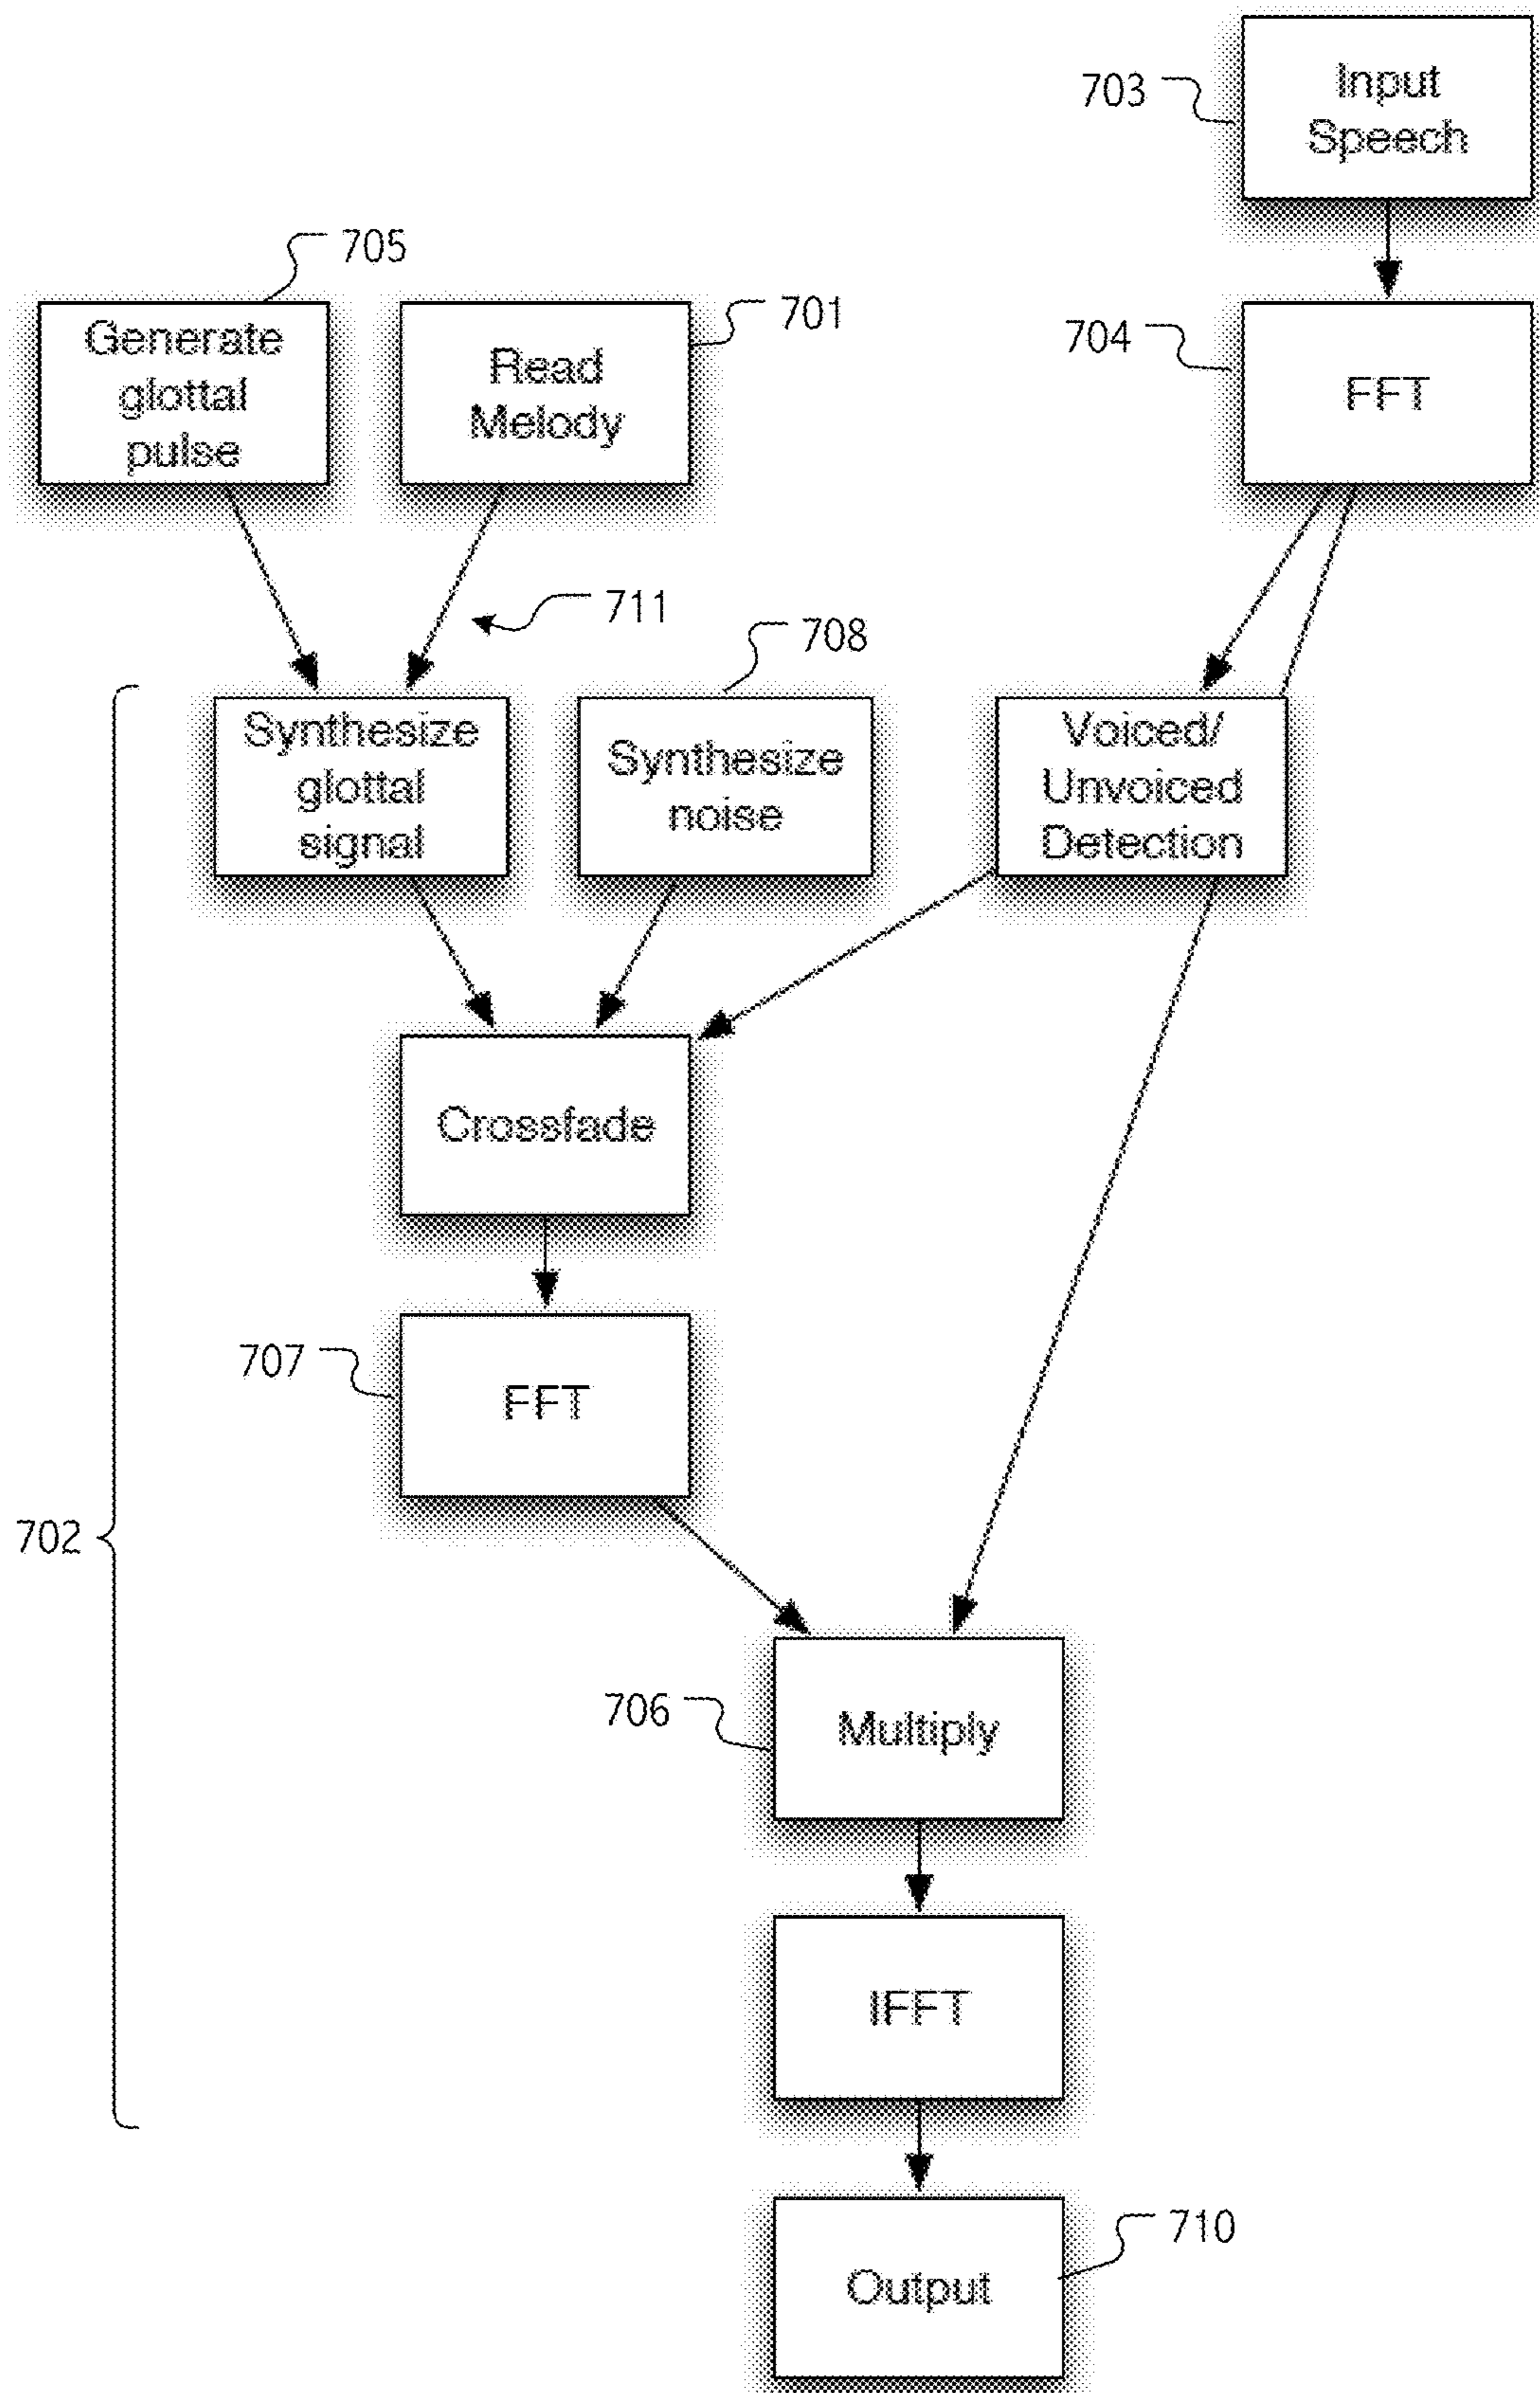 703
Input
Speech
705
701
704
Generate
glottal
pulse
Read
Melody
FFT
711
708
Synthesize
glottal
signal
Synthesize
noise
Voiced/
Unvoiced
Detection
Crossfade
707
FFT
702
706
Multiply
IFFT
710
Output